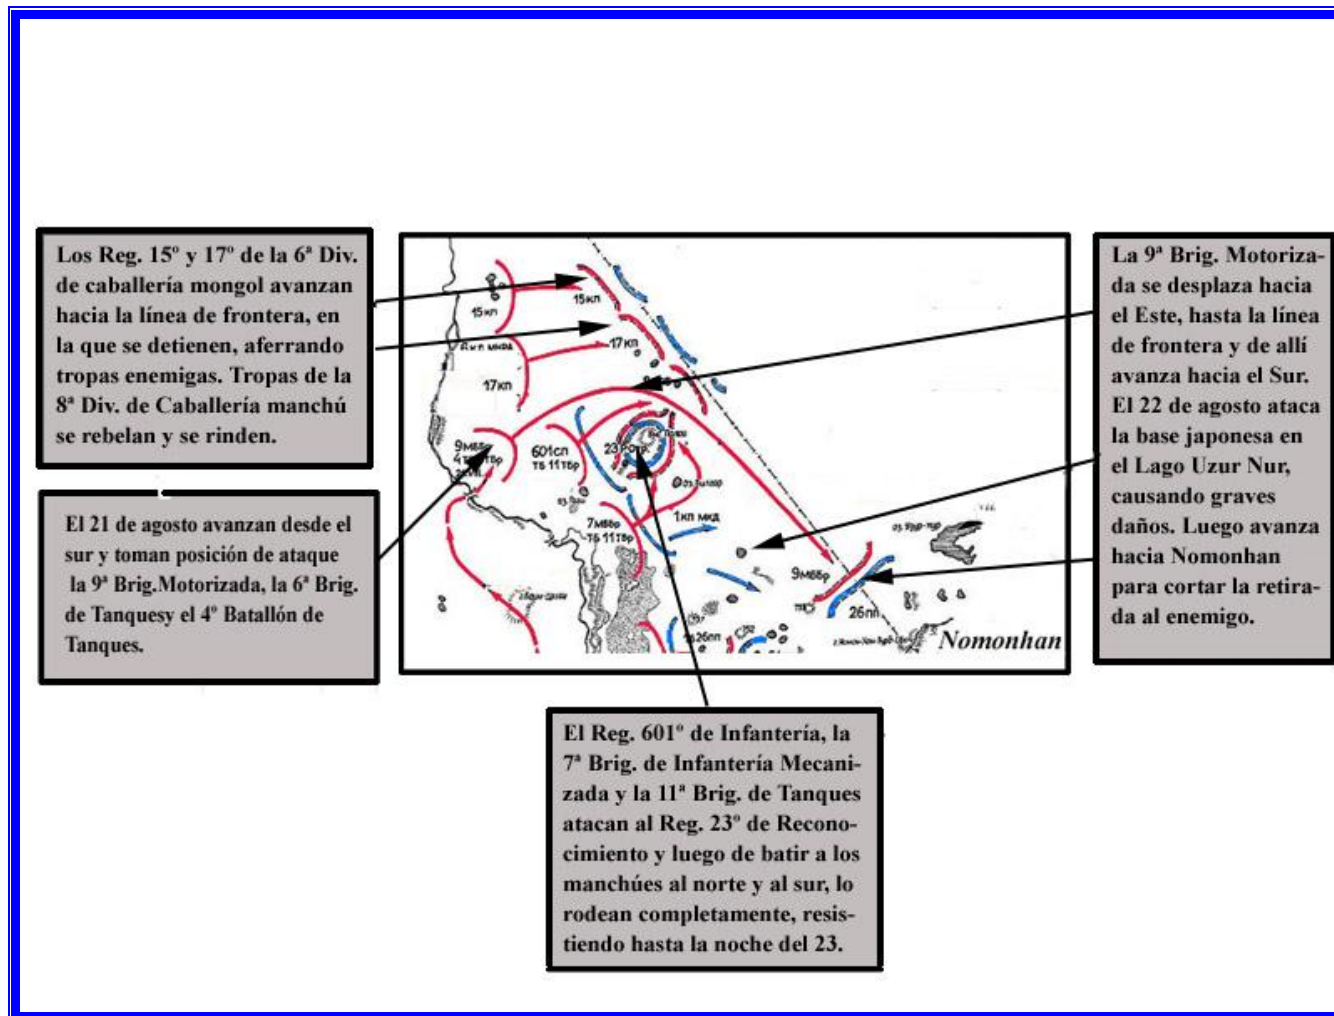 Los Reg. 15º y 17º de la 6ª Div.
de caballería mongol avanzan
hacia la línea de frontera, en
la que se detienen, aferrando
tropas enemigas. Tropas de la
8ª Div. de Caballería manchú
se rebelan y se rinden.
El 21 de agosto avanzan desde el
sur y toman posición de ataque
la 9ª Brig.Motorizada, la 6ª Brig.
de Tanquesy el 4º Batallón de
Tanques.
15кп
15кп
17кп
17кп
601сп
тб 11тбр
7мббр
тб 11тбр
1кп мкд
9мббр
26пп
26пп
Nomonhan
La 9ª Brig. Motoriza-
da se desplaza hacia
el Este, hasta la línea
de frontera y de allí
avanza hacia el Sur.
El 22 de agosto ataca
la base japonesa en
el Lago Uzur Nur,
causando graves
daños. Luego avanza
hacia Nomonhan
para cortar la retira-
da al enemigo.
El Reg. 601º de Infantería, la
7ª Brig. de Infantería Mecani-
zada y la 11ª Brig. de Tanques
atacan al Reg. 23º de Recono-
cimiento y luego de batir a los
manchúes al norte y al sur, lo
rodean completamente, resis-
tiendo hasta la noche del 23.